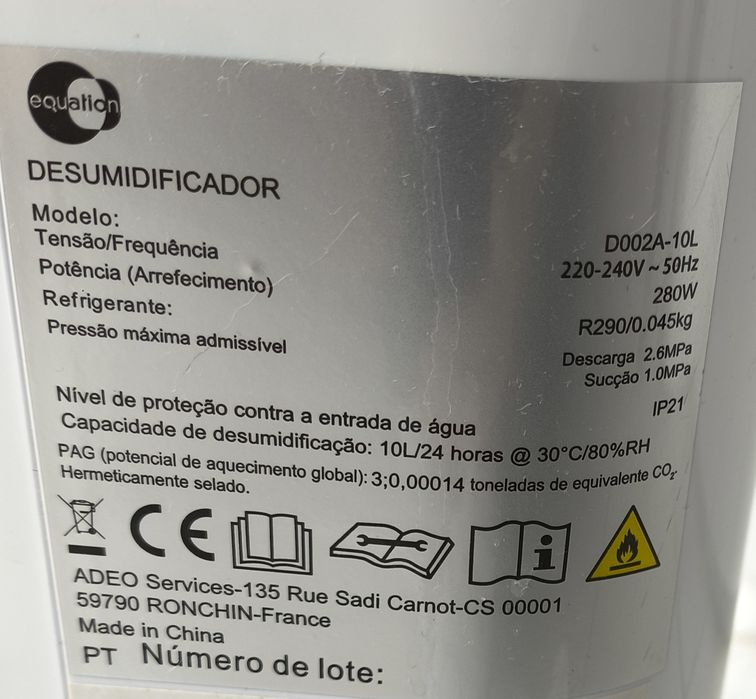 equation
DESUMIDIFICADOR
Modelo: D002A-10L
Tensão/Frequência 220-240V ~ 50Hz
Potência (Arrefecimento) 280W
Refrigerante: R290/0.045kg
Pressão máxima admissível Descarga 2.6MPa
Sucção 1.0MPa
Nível de proteção contra a entrada de água IP21
Capacidade de desumidificação: 10L/24 horas @ 30°C/80%RH
PAG (potencial de aquecimento global): 3;0,00014 toneladas de equivalente CO₂.
Hermeticamente selado.
CE
ADEO Services-135 Rue Sadi Carnot-CS 00001
59790 RONCHIN-France
Made in China
PT Número de lote: